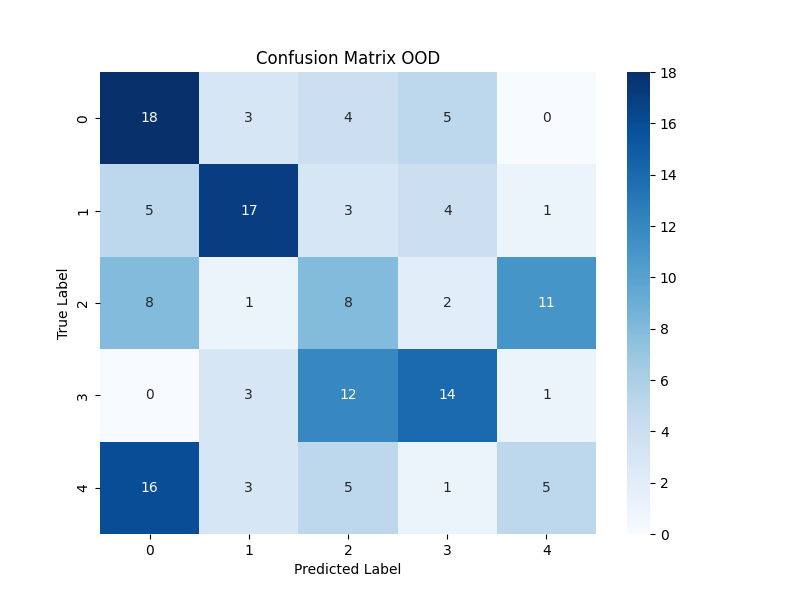 Confusion Matrix OOD
0 18 3 4 5 0
1 5 17 3 4 1
2 8 1 8 2 11
3 0 3 12 14 1
4 16 3 5 1 5
0 1 2 3 4
True Label
Predicted Label
18
16
14
12
10
8
6
4
2
0